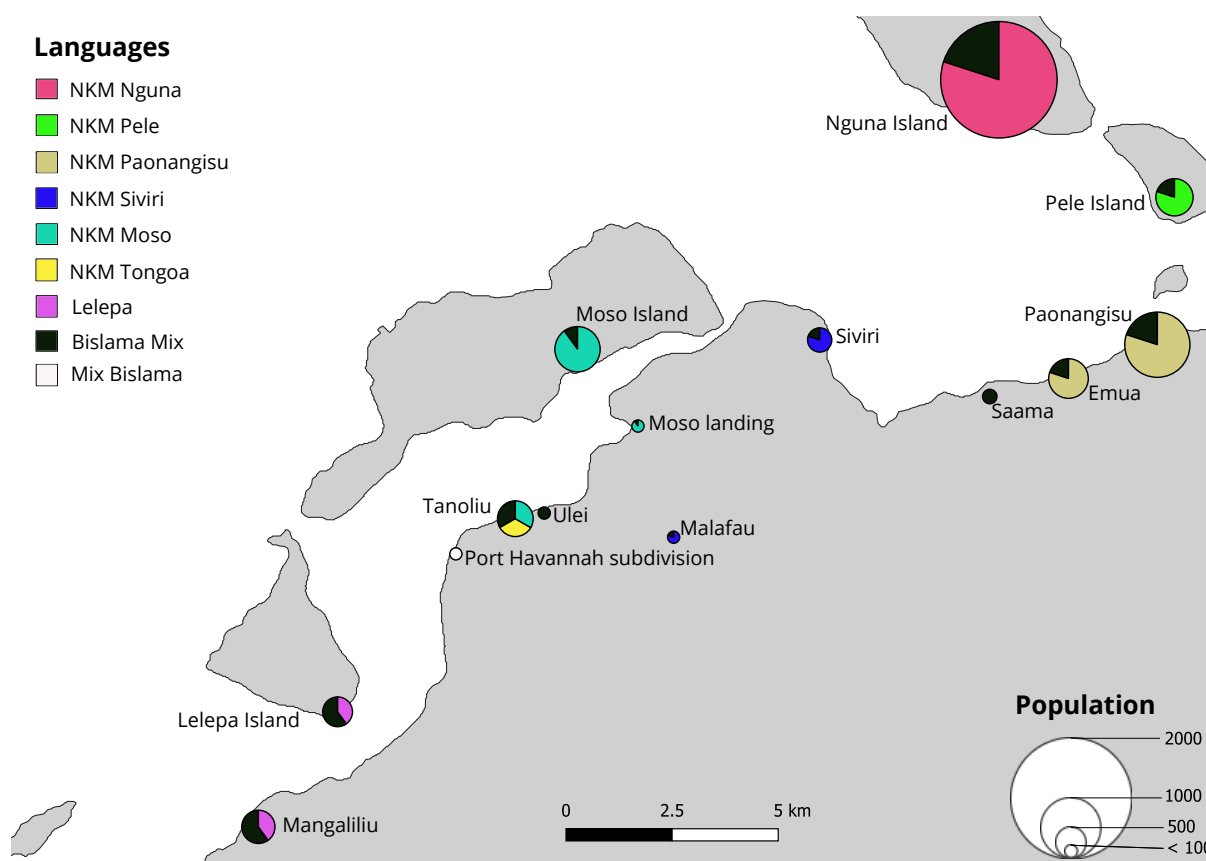 Languages
NKM Nguna
NKM Pele
NKM Paonangisu
NKM Siviri
NKM Moso
NKM Tongoa
Lelepa
Bislama Mix
Mix Bislama
Nguna Island
Pele Island
Moso Island
Paonangisu
Siviri
Emua
Saama
Moso landing
Tanoliu
Ulei
Malafau
Port Havannah subdivision
Lelepa Island
Mangaliliu
0 2.5 5 km
Population
2000
1000
500
< 100